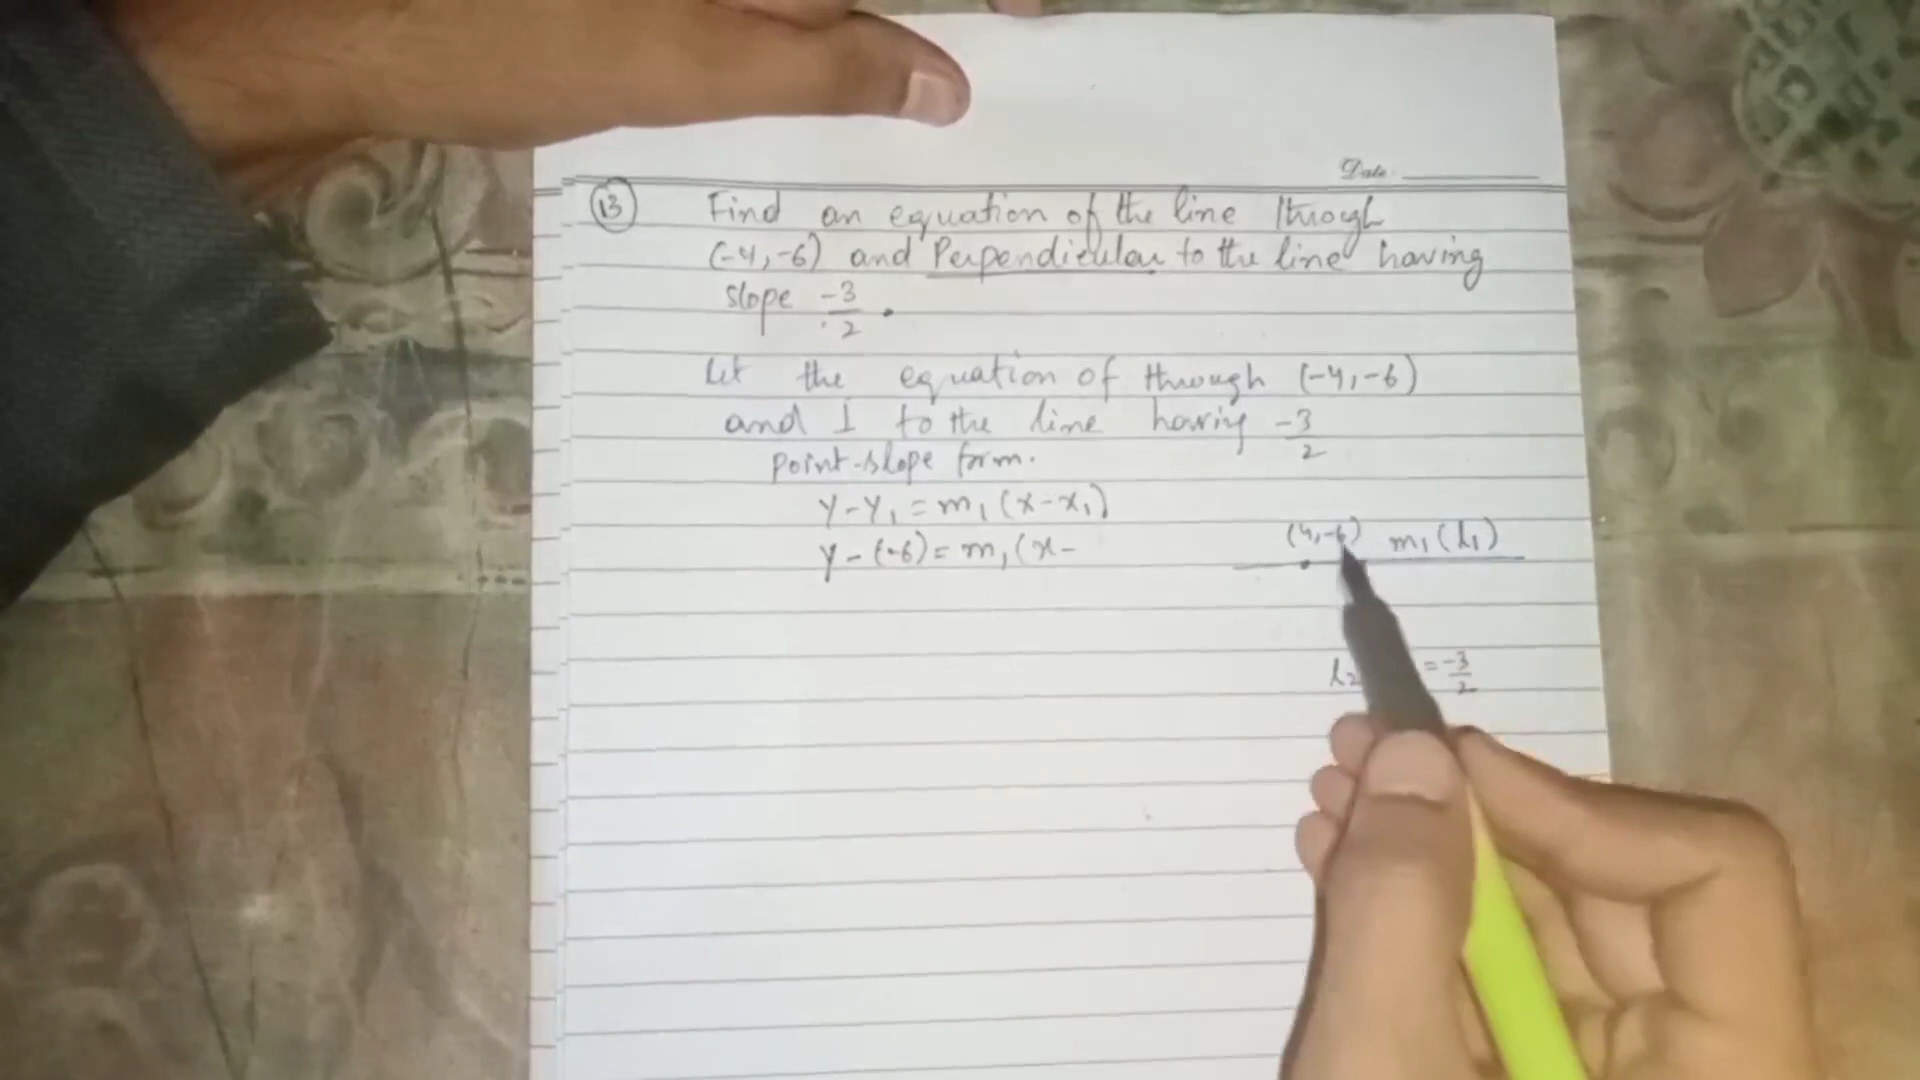 Date
13 Find an equation of the line through
(-4,-6) and Perpendicular to the line having
slope -3/2.
Let the equation of through (-4,-6)
and ⊥ to the line having -3/2
point-slope form.
y-y₁ = m₁(x-x₁)
y-(-6) = m₁(x-
(4,-6) m₁(l₁)
l₂ = -3/2